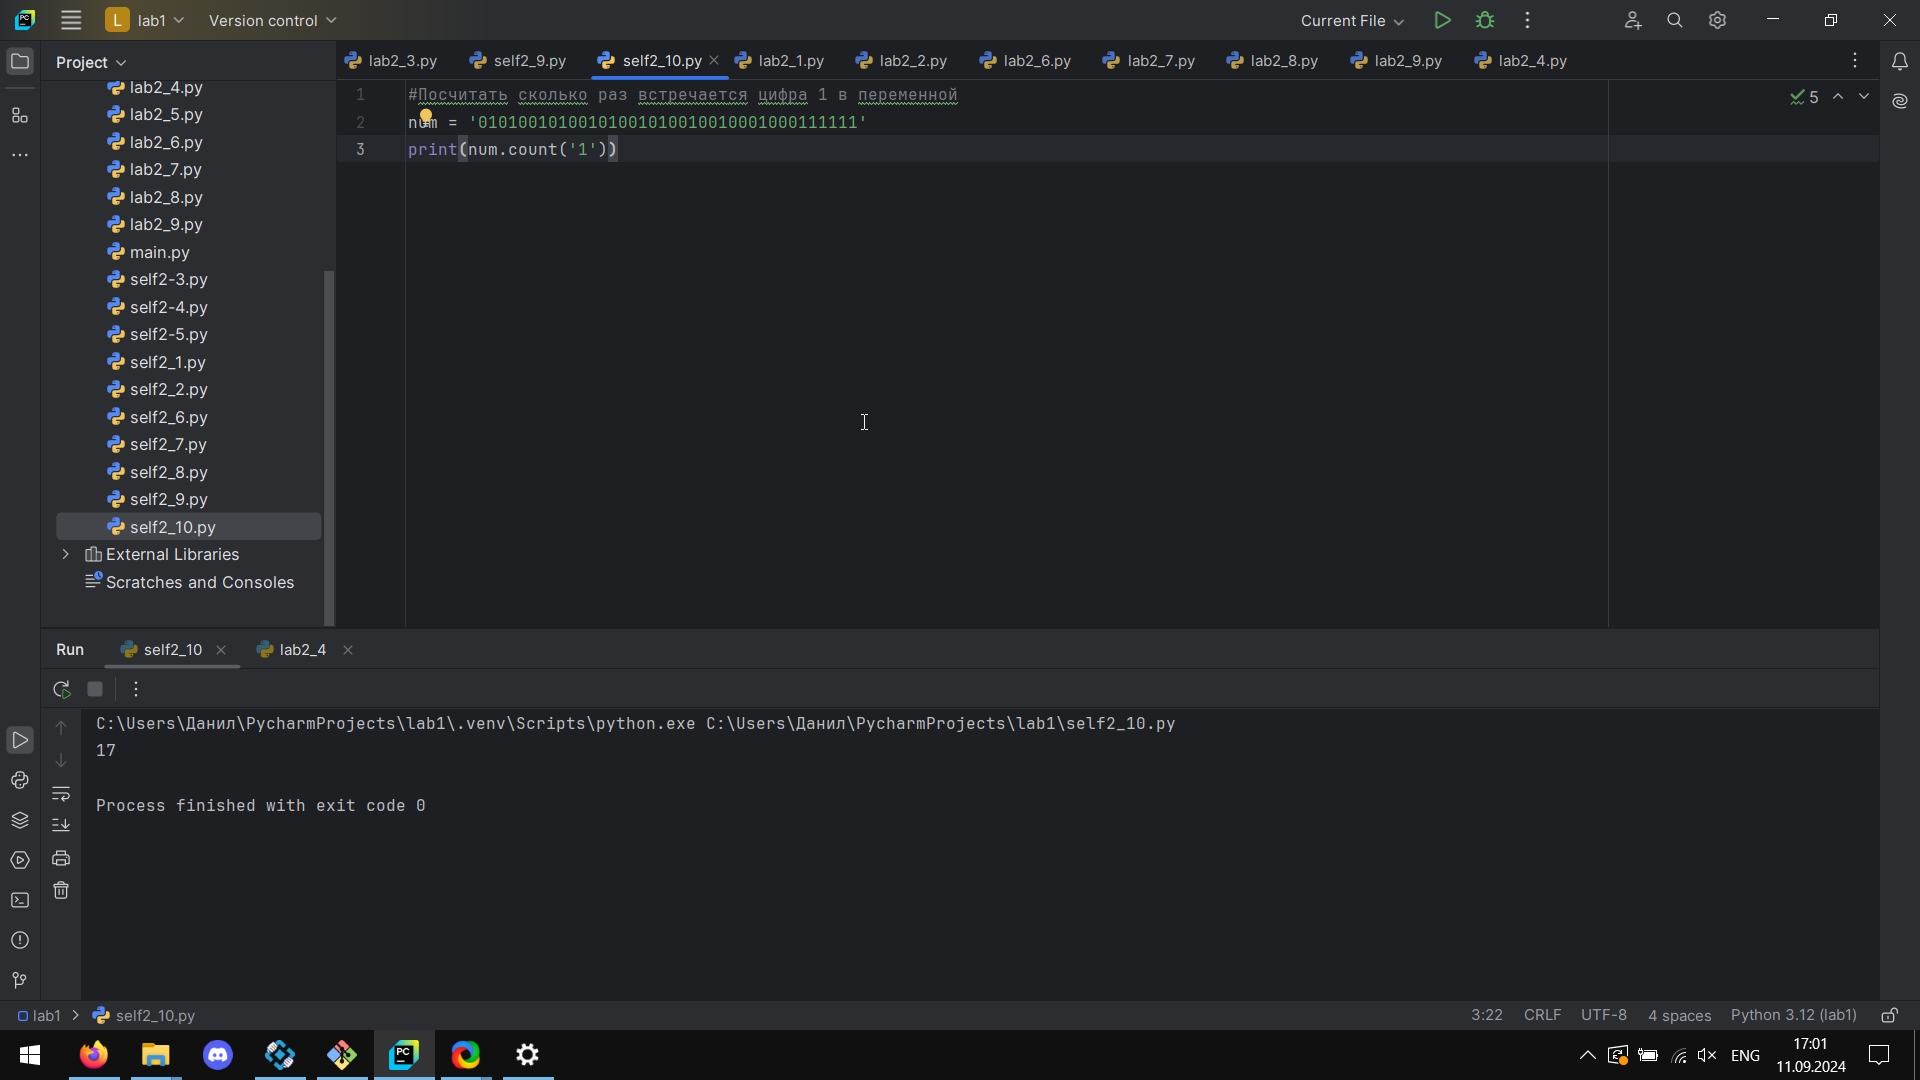 L lab1 Version control Current File
Project
lab2_3.py self2_9.py self2_10.py lab2_1.py lab2_2.py lab2_6.py lab2_7.py lab2_8.py lab2_9.py lab2_4.py
lab2_4.py
lab2_5.py
lab2_6.py
lab2_7.py
lab2_8.py
lab2_9.py
main.py
self2-3.py
self2-4.py
self2-5.py
self2_1.py
self2_2.py
self2_6.py
self2_7.py
self2_8.py
self2_9.py
self2_10.py
External Libraries
Scratches and Consoles
1 #Посчитать сколько раз встречается цифра 1 в переменной
5
2 num = '01010010100101001010010010001000111111'
3 print(num.count('1'))
Run self2_10 lab2_4
C:\Users\Данил\PycharmProjects\lab1\.venv\Scripts\python.exe C:\Users\Данил\PycharmProjects\lab1\self2_10.py
17
Process finished with exit code 0
lab1 self2_10.py 3:22 CRLF UTF-8 4 spaces Python 3.12 (lab1)
PC
ENG
17:01
11.09.2024